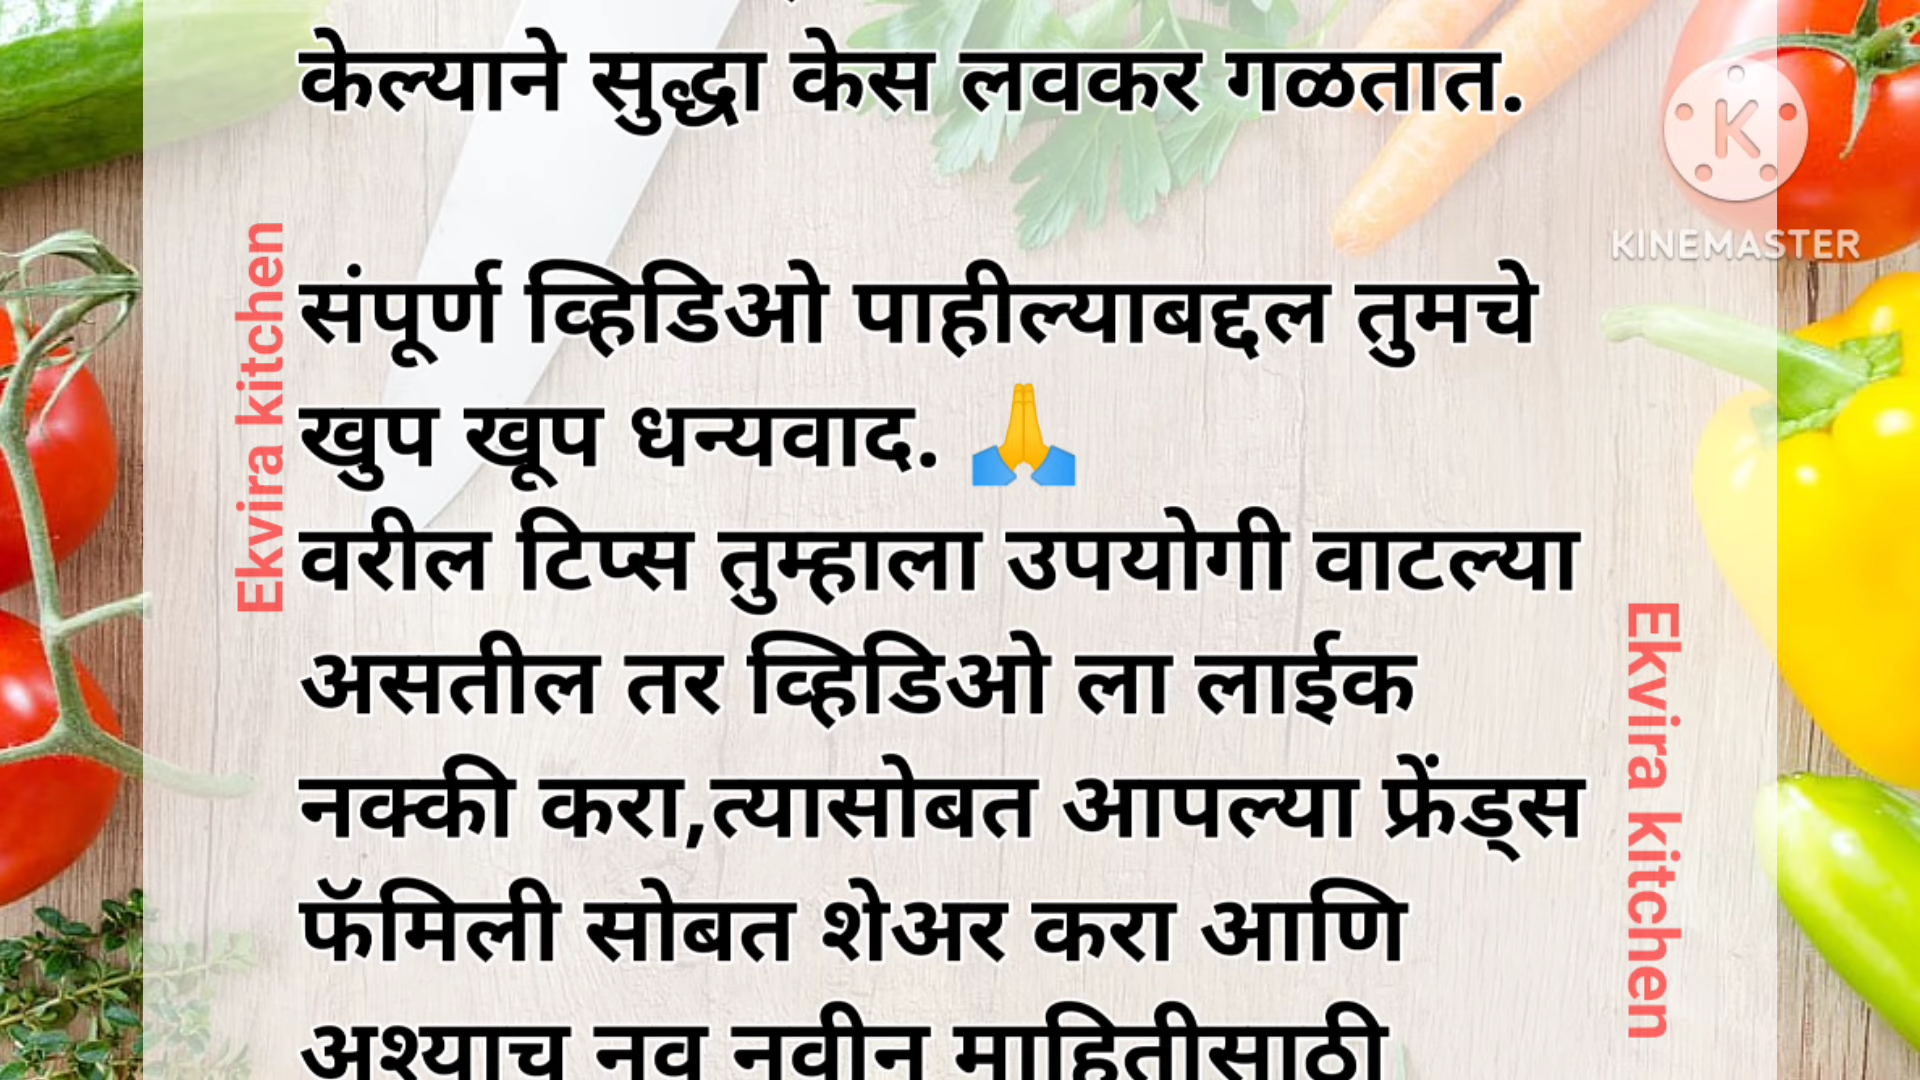 केल्याने सुद्धा केस लवकर गळतात.
संपूर्ण व्हिडिओ पाहील्याबद्दल तुमचे
खुप खूप धन्यवाद. 🙏
वरील टिप्स तुम्हाला उपयोगी वाटल्या
असतील तर व्हिडिओ ला लाईक
नक्की करा,त्यासोबत आपल्या फ्रेंड्स
फॅमिली सोबत शेअर करा आणि
अश्याच नव नवीन माहितीसाठी
Ekvira kitchen
Ekvira kitchen
K
KINEMASTER